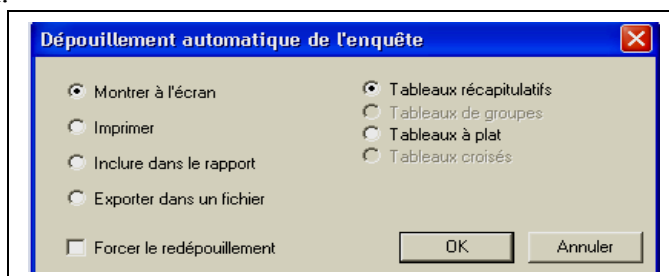 Dépouillement automatique de l'enquête
Montrer à l'écran
Imprimer
Inclure dans le rapport
Exporter dans un fichier
Tableaux récapitulatifs
Tableaux de groupes
Tableaux à plat
Tableaux croisés
Forcer le redépouillement
OK
Annuler